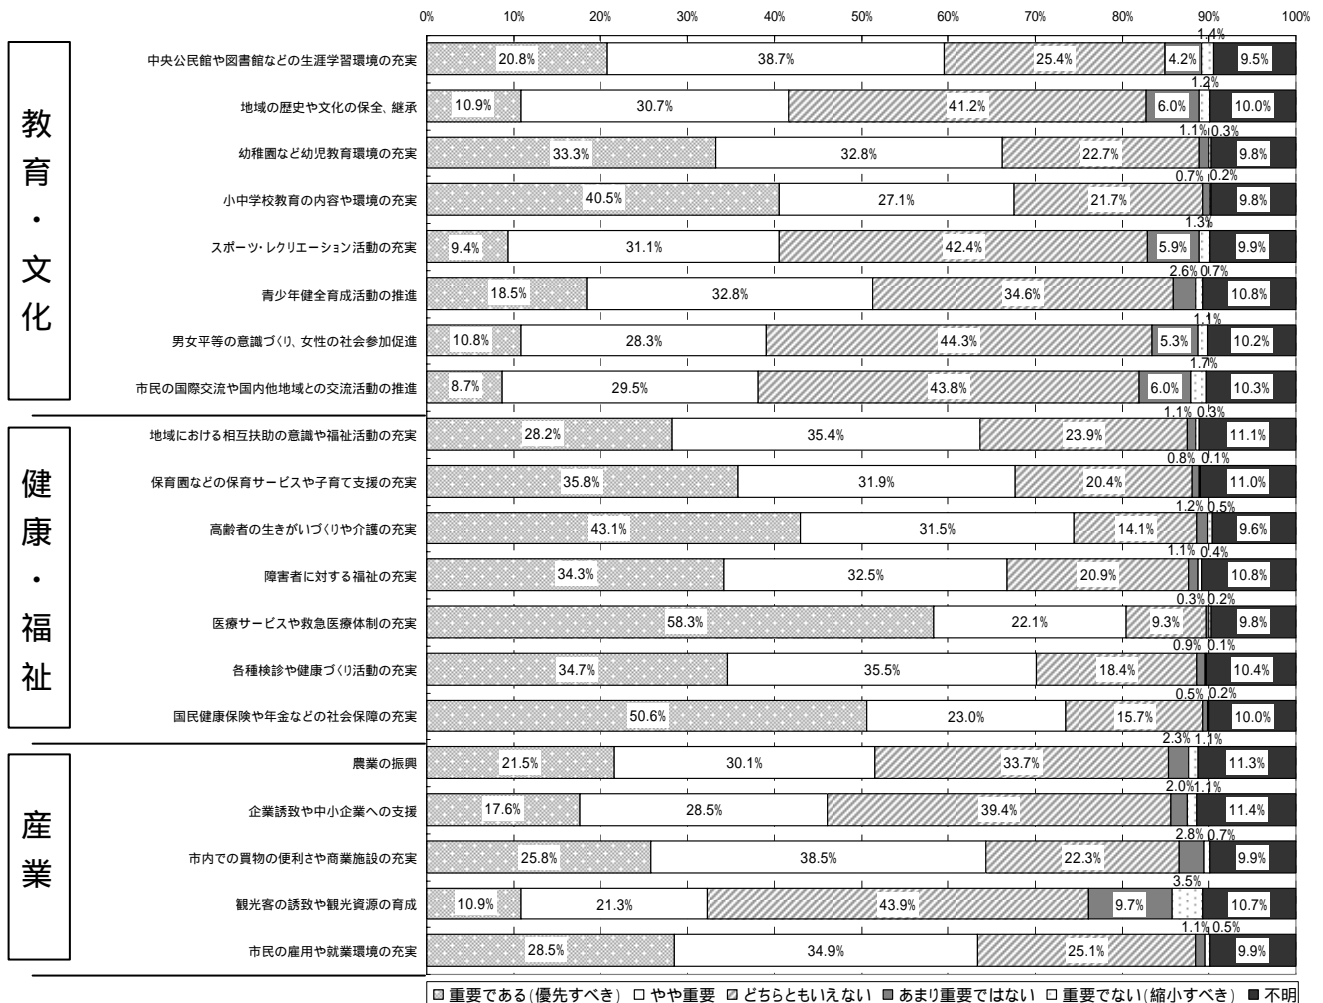 0% 10% 20% 30% 40% 50% 60% 70% 80% 90% 100%
教育・文化
中央公民館や図書館などの生涯学習環境の充実 20.8% 38.7% 25.4% 4.2% 1.4% 9.5%
地域の歴史や文化の保全、継承 10.9% 30.7% 41.2% 6.0% 1.2% 10.0%
幼稚園など幼児教育環境の充実 33.3% 32.8% 22.7% 1.1% 0.3% 9.8%
小中学校教育の内容や環境の充実 40.5% 27.1% 21.7% 0.7% 0.2% 9.8%
スポーツ・レクリエーション活動の充実 9.4% 31.1% 42.4% 5.9% 1.3% 9.9%
青少年健全育成活動の推進 18.5% 32.8% 34.6% 2.6% 0.7% 10.8%
男女平等の意識づくり、女性の社会参加促進 10.8% 28.3% 44.3% 5.3% 1.1% 10.2%
市民の国際交流や国内他地域との交流活動の推進 8.7% 29.5% 43.8% 6.0% 1.7% 10.3%
健康・福祉
地域における相互扶助の意識や福祉活動の充実 28.2% 35.4% 23.9% 1.1% 0.3% 11.1%
保育園などの保育サービスや子育て支援の充実 35.8% 31.9% 20.4% 0.8% 0.1% 11.0%
高齢者の生きがいづくりや介護の充実 43.1% 31.5% 14.1% 1.2% 0.5% 9.6%
障害者に対する福祉の充実 34.3% 32.5% 20.9% 1.1% 0.4% 10.8%
医療サービスや救急医療体制の充実 58.3% 22.1% 9.3% 0.3% 0.2% 9.8%
各種検診や健康づくり活動の充実 34.7% 35.5% 18.4% 0.9% 0.1% 10.4%
国民健康保険や年金などの社会保障の充実 50.6% 23.0% 15.7% 0.5% 0.2% 10.0%
産業
農業の振興 21.5% 30.1% 33.7% 2.3% 1.1% 11.3%
企業誘致や中小企業への支援 17.6% 28.5% 39.4% 2.0% 1.1% 11.4%
市内での買物の便利さや商業施設の充実 25.8% 38.5% 22.3% 2.8% 0.7% 9.9%
観光客の誘致や観光資源の育成 10.9% 21.3% 43.9% 9.7% 3.5% 10.7%
市民の雇用や就業環境の充実 28.5% 34.9% 25.1% 1.1% 0.5% 9.9%
重要である(優先すべき) やや重要 どちらともいえない あまり重要ではない 重要でない(縮小すべき) 不明